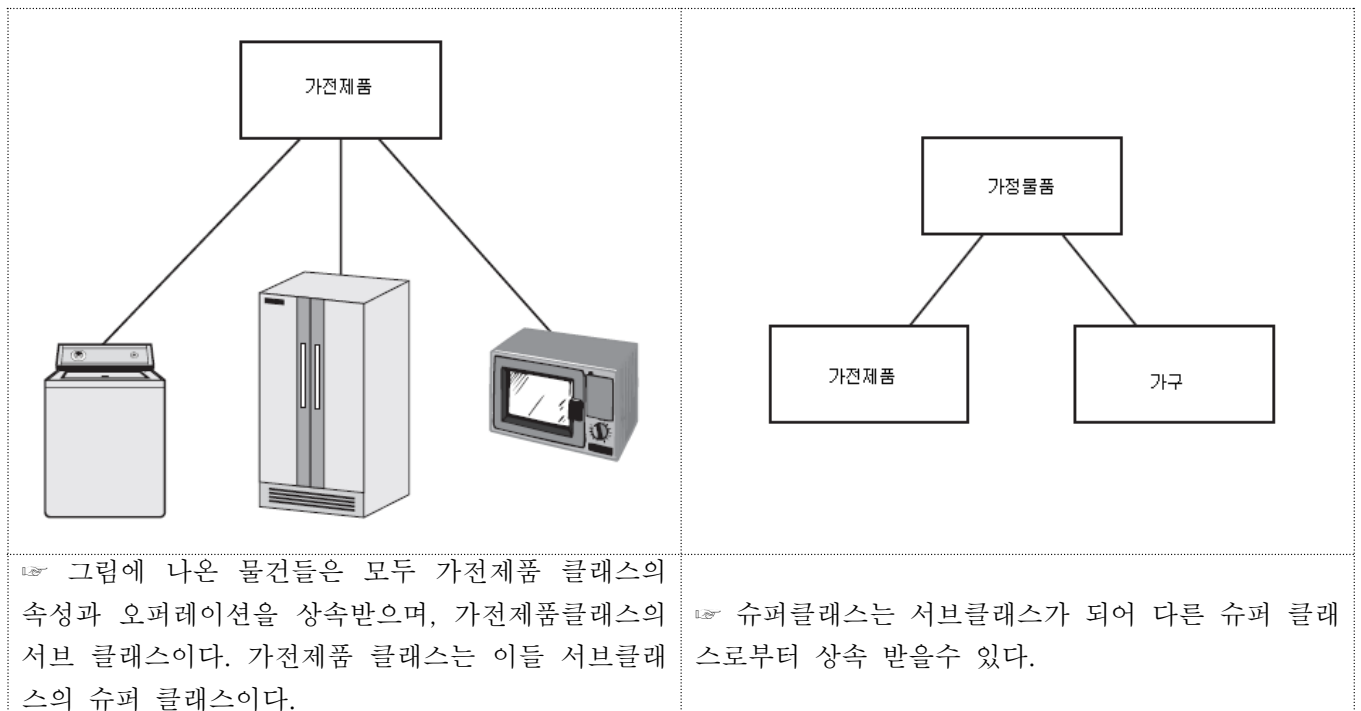 가전제품
가정물품
가전제품
가구
☞ 그림에 나온 물건들은 모두 가전제품 클래스의
속성과 오퍼레이션을 상속받으며, 가전제품클래스의
서브 클래스이다. 가전제품 클래스는 이들 서브클래
스의 슈퍼 클래스이다.
☞ 슈퍼클래스는 서브클래스가 되어 다른 슈퍼 클래
스로부터 상속 받을수 있다.